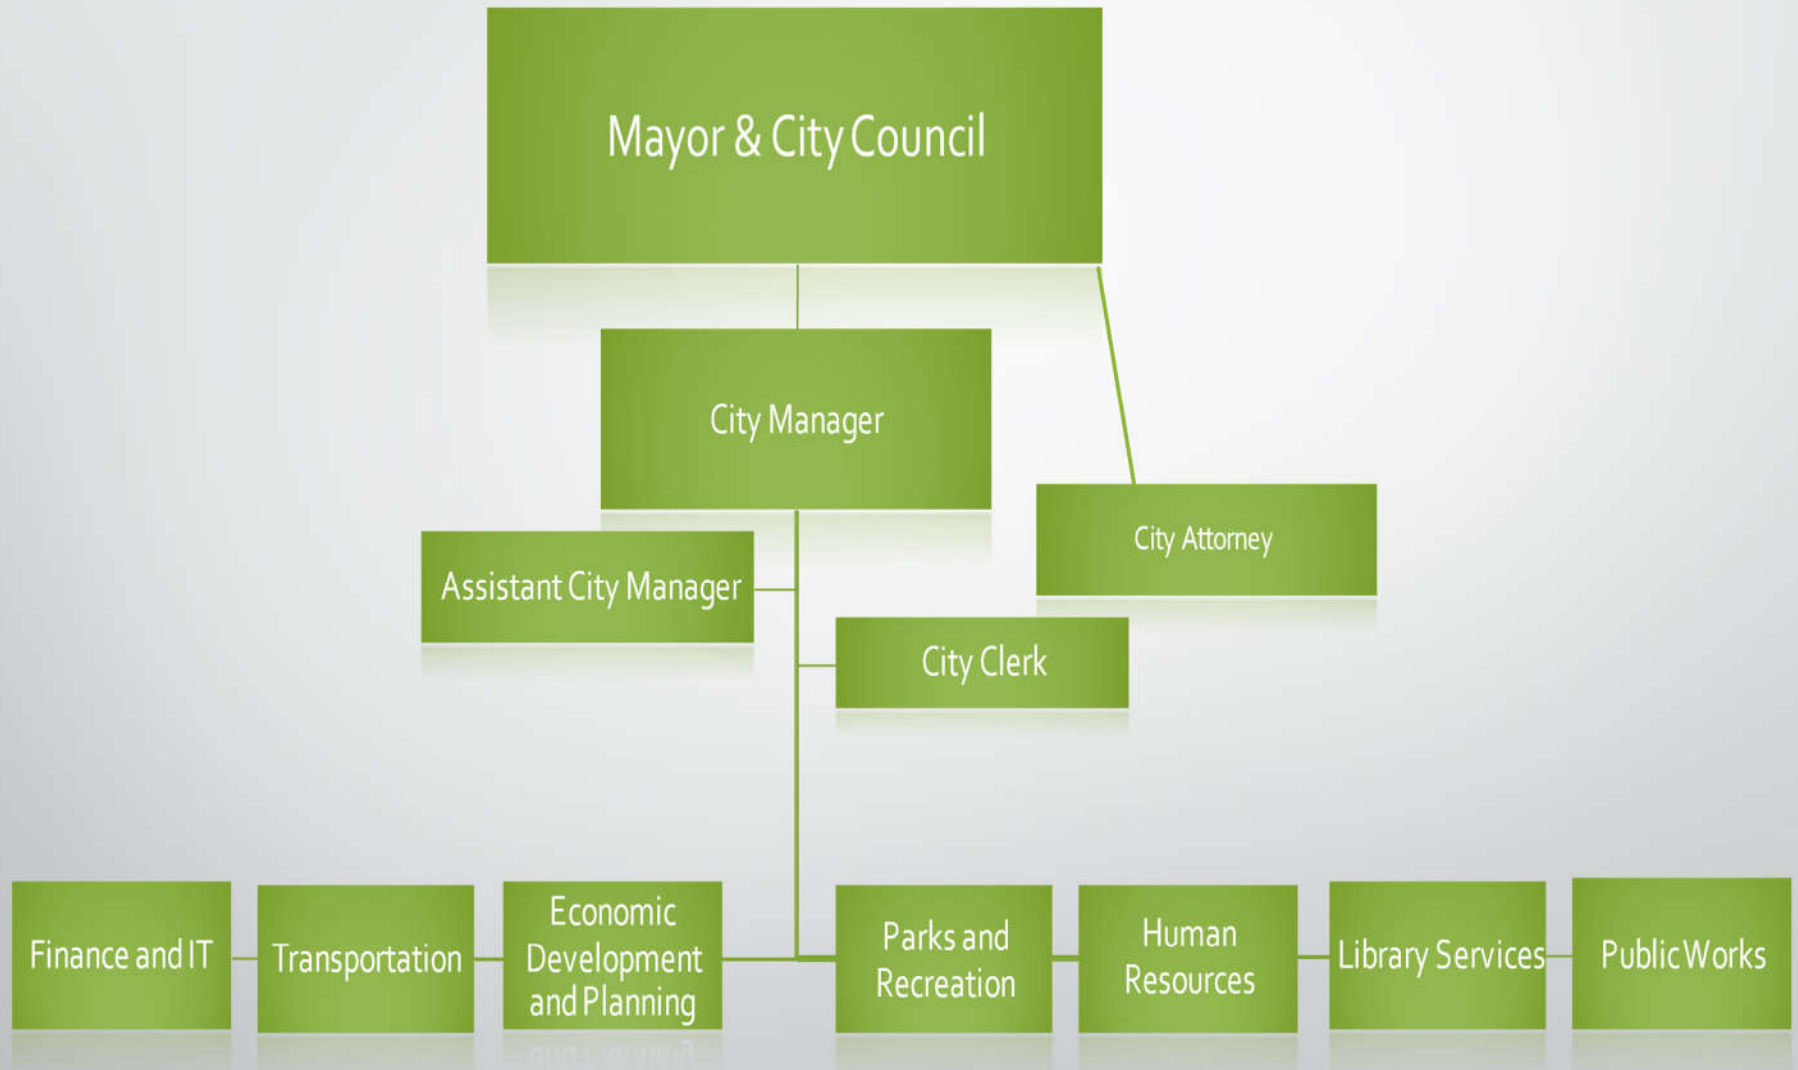 Mayor & City Council
City Manager
City Attorney
Assistant City Manager
City Clerk
Finance and IT
Transportation
Economic
Development
and Planning
Parks and
Recreation
Human
Resources
Library Services
Public Works